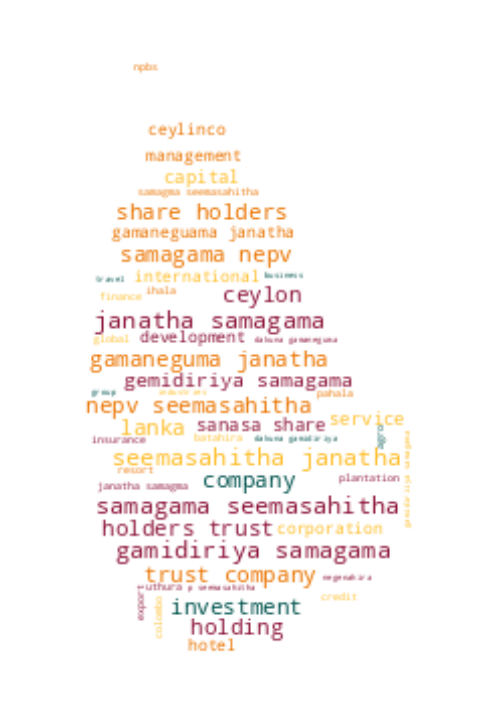 npbs
ceylinco
management
capital
samagma seemasahitha
share holders
gamaneguama janatha
samagama nepv
travel international business
finance ihala ceylon
janatha samagama
global development dakuna gamaneguma
gamaneguma janatha
gemidiriya samagama
group pahala
nepv seemasahitha
lanka sanasa share service
insurance batahira dakuna gamidiriya agro
seemasahitha janatha
resort
janatha samagma company plantation
samagama seemasahitha
holders trust corporation
gamidiriya samagama
trust company negenahira
export uthura p seemasahitha
colombo investment credit
holding
hotel